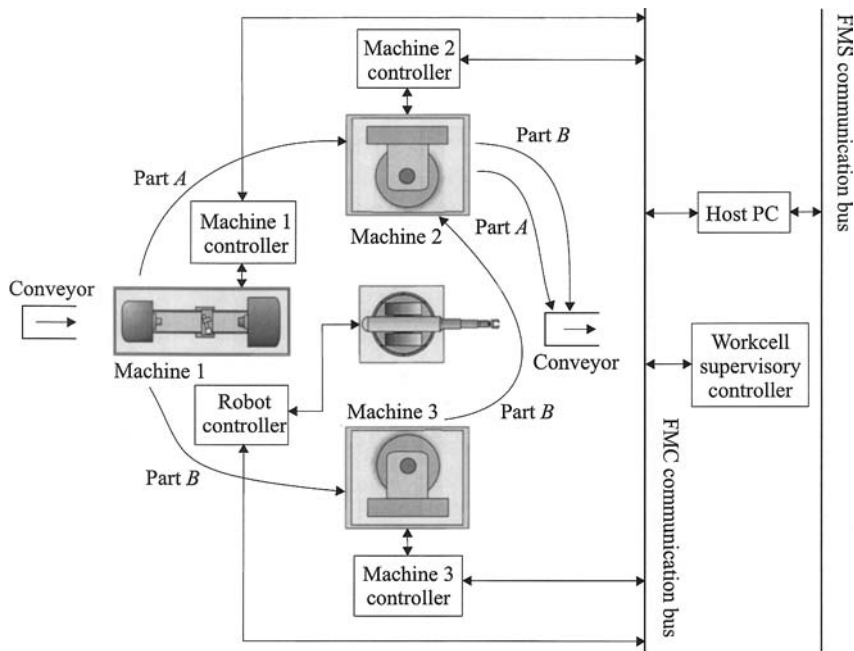 Machine 2
controller
Part A
Part B
Machine 1
controller
Machine 2
Part A
Host PC
Conveyor
Machine 1
Conveyor
Workcell
supervisory
controller
Robot
controller
Machine 3
Part B
Part B
Machine 3
controller
FMC communication bus
FMS communication bus